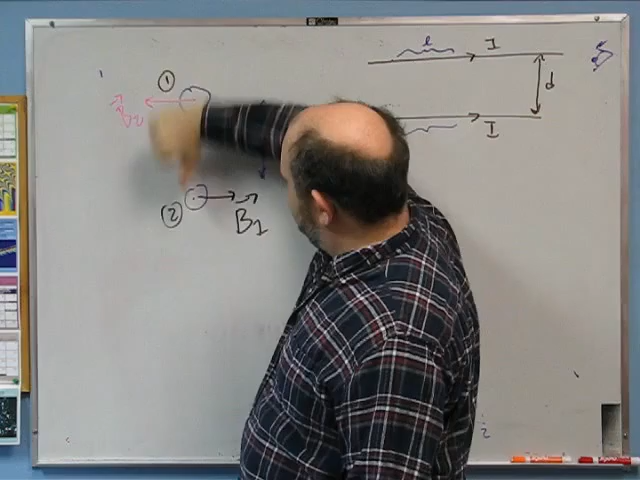 l I
d
I
①
B₂
②
B₁